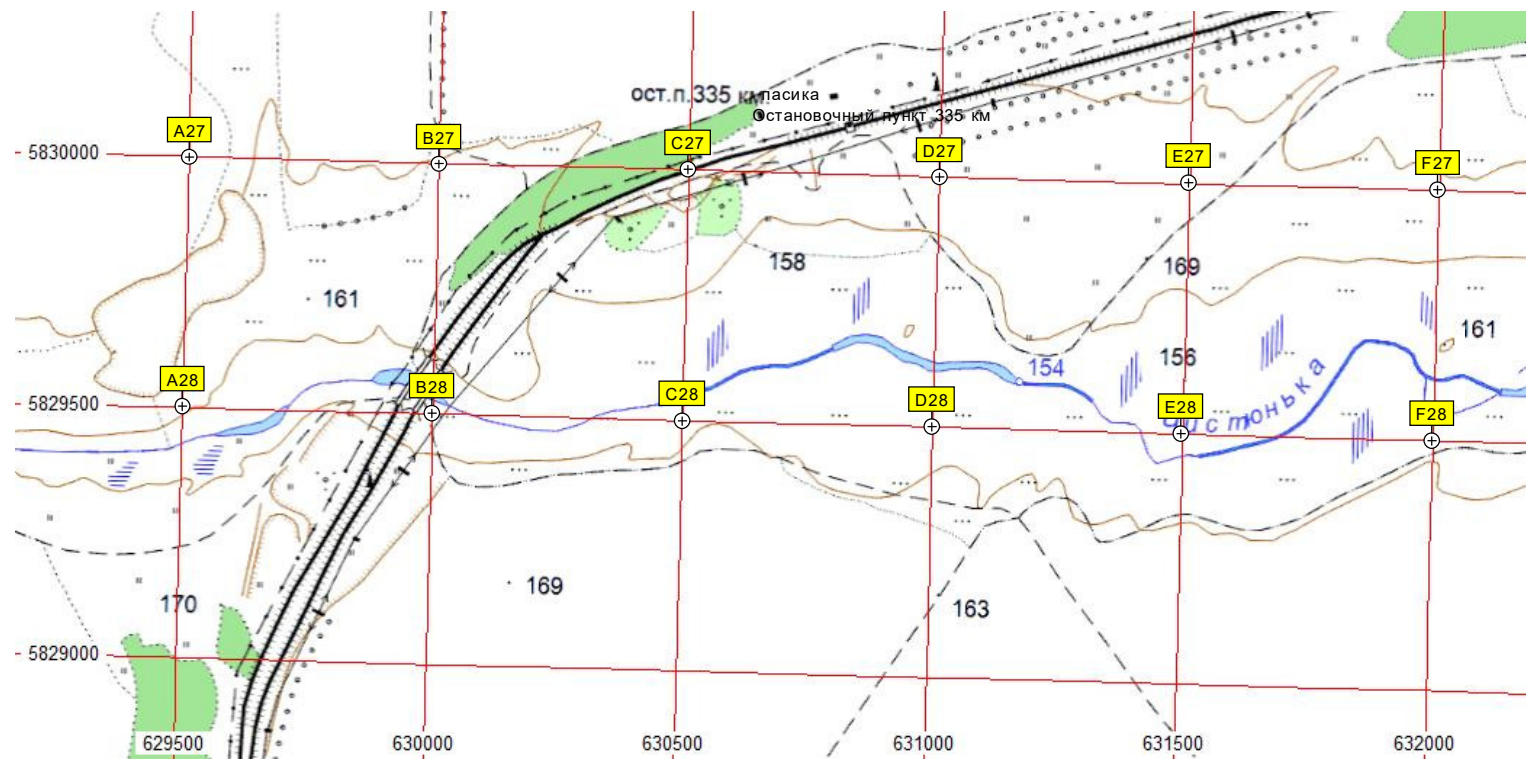 ост.п.335 км.
пасика
Остановочный пункт 335 км
A27
B27
C27
D27
E27
F27
5830000
158
169
161
161
154
156
A28
B28
C28
D28
E28
F28
5829500
Чистонька
170
169
163
5829000
629500
630000
630500
631000
631500
632000